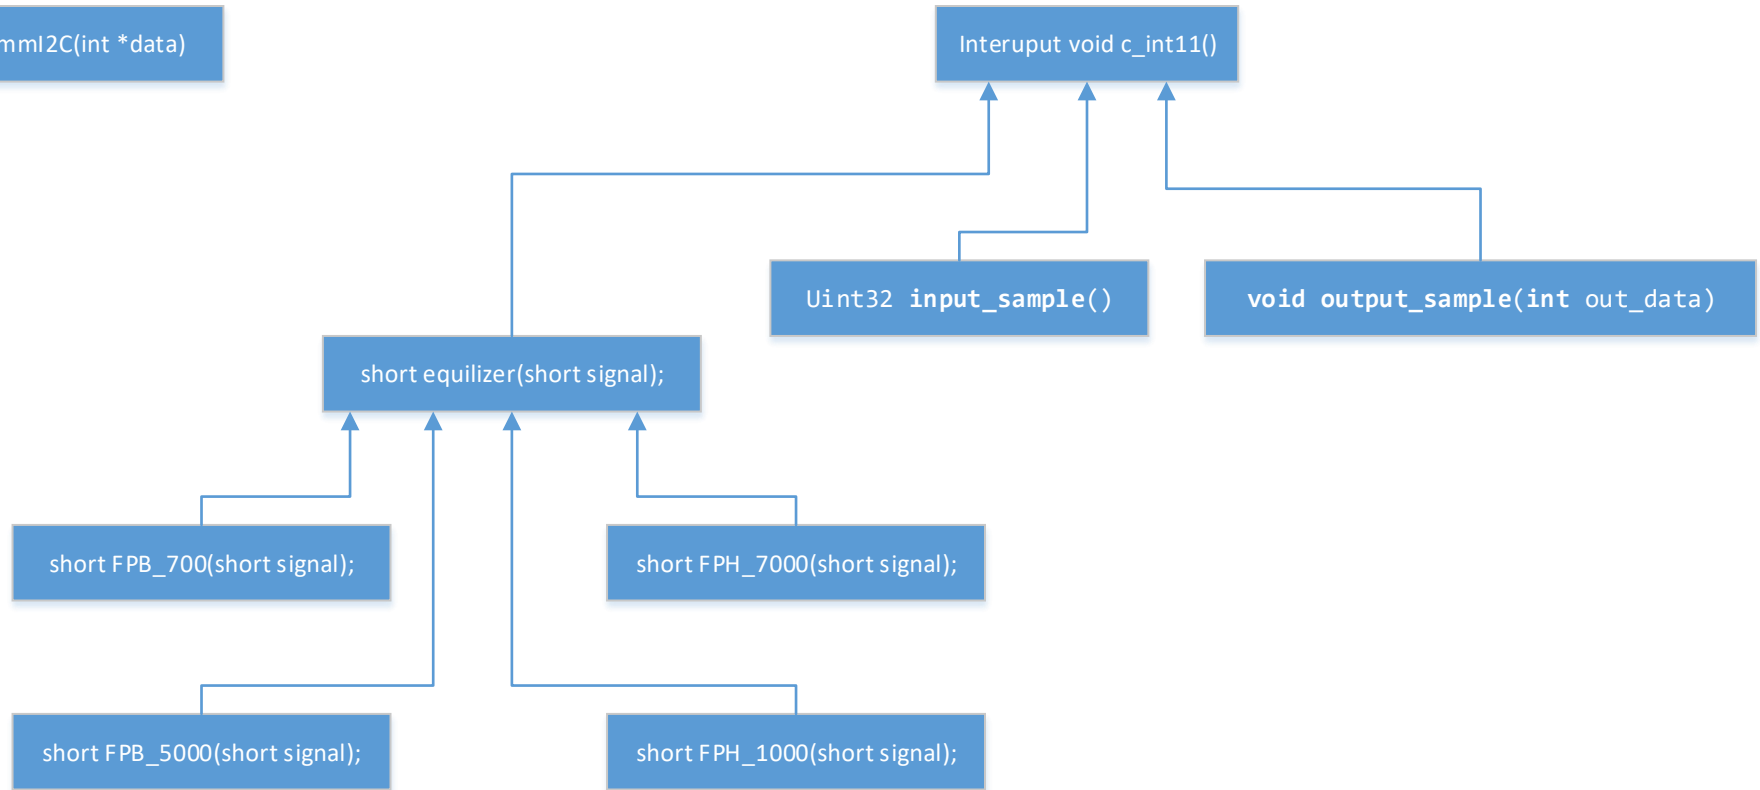 mmI2C(int *data)
Interuput void c_int11()
Uint32 input_sample()
void output_sample(int out_data)
short equilizer(short signal);
short FPB_700(short signal);
short FPH_7000(short signal);
short FPB_5000(short signal);
short FPH_1000(short signal);